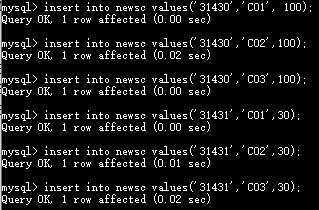 mysql> insert into newsc values('31430','C01', 100);
Query OK, 1 row affected (0.00 sec)
mysql> insert into newsc values('31430','C02',100);
Query OK, 1 row affected (0.02 sec)
mysql> insert into newsc values('31430','C03',100);
Query OK, 1 row affected (0.00 sec)
mysql> insert into newsc values('31431','C01',30);
Query OK, 1 row affected (0.00 sec)
mysql> insert into newsc values('31431','C02',30);
Query OK, 1 row affected (0.01 sec)
mysql> insert into newsc values('31431','C03',30);
Query OK, 1 row affected (0.02 sec)